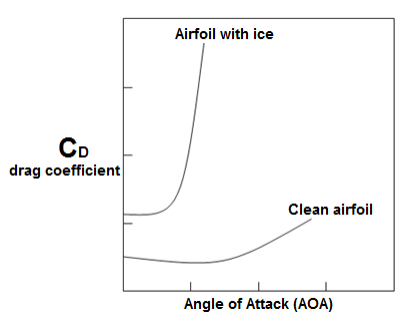 Airfoil with ice
CD
drag coefficient
Clean airfoil
Angle of Attack (AOA)